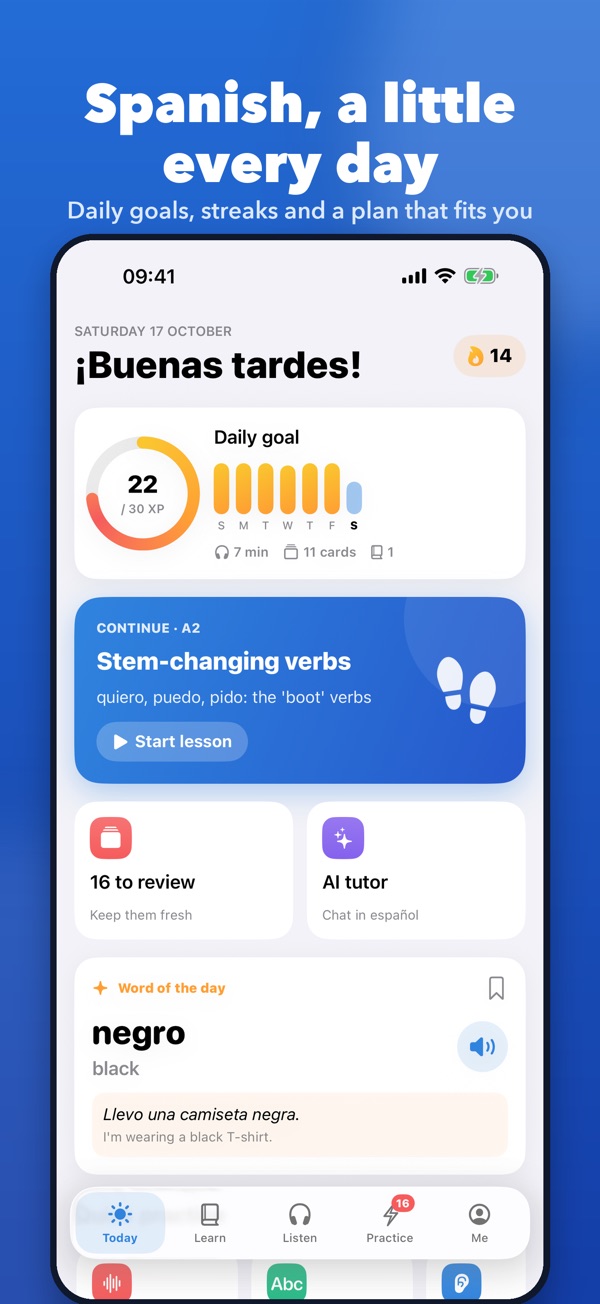 Spanish, a little
every day
Daily goals, streaks and a plan that fits you
09:41
SATURDAY 17 OCTOBER
¡Buenas tardes!
14
Daily goal
22
/ 30 XP
S M T W T F S
7 min 11 cards 1
CONTINUE · A2
Stem-changing verbs
quiero, puedo, pido: the 'boot' verbs
Start lesson
16 to review
Keep them fresh
AI tutor
Chat in español
Word of the day
negro
black
Llevo una camiseta negra.
I'm wearing a black T-shirt.
16
Today Learn Listen Practice Me
Abc